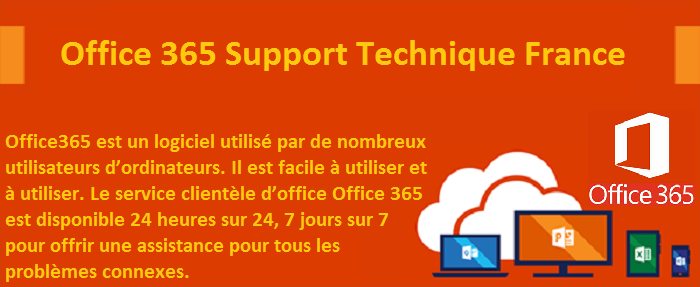 Office 365 Support Technique France
Office365 est un logiciel utilisé par de nombreux
utilisateurs d’ordinateurs. Il est facile à utiliser et
à utiliser. Le service clientèle d’office Office 365
est disponible 24 heures sur 24, 7 jours sur 7
pour offrir une assistance pour tous les
problèmes connexes.
Office 365